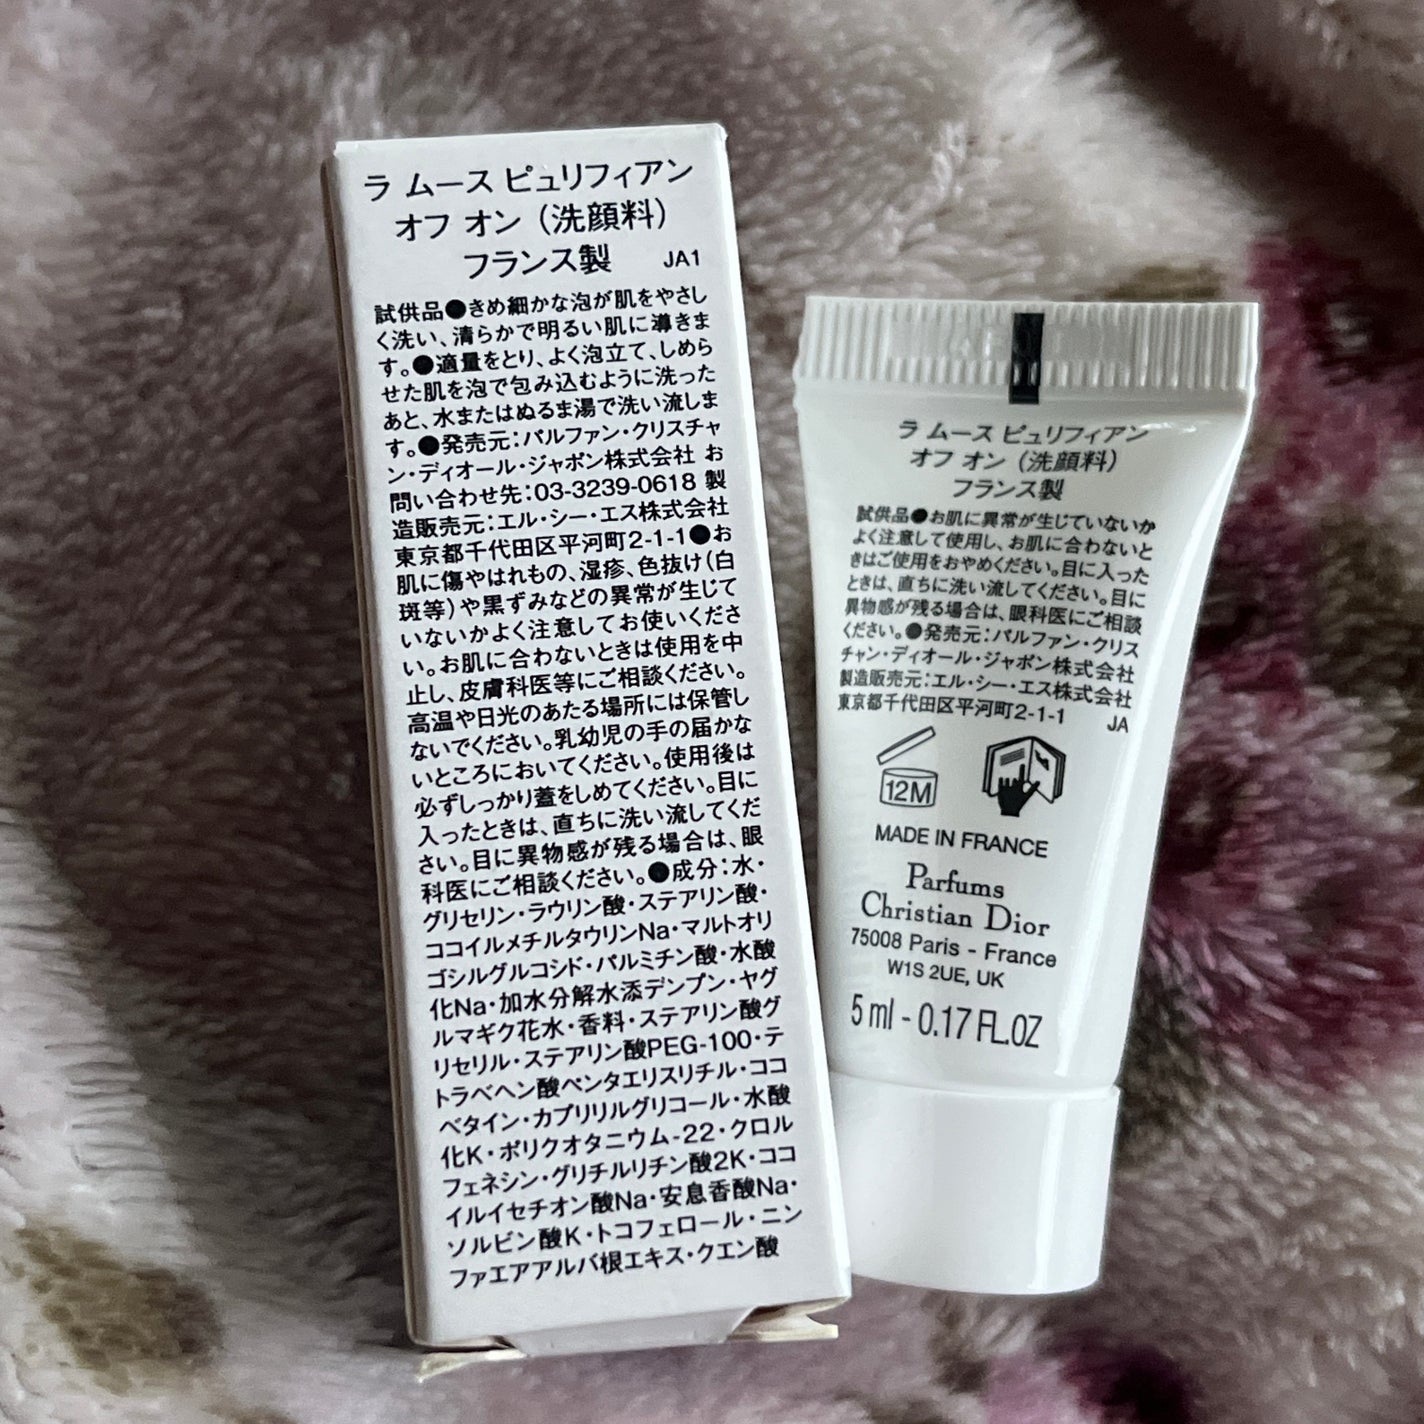 ラ ムース ピュリフィアン
オフ オン（洗顔料）
フランス製 JA1
試供品●きめ細かな泡が肌をやさし
く洗い、清らかで明るい肌に導きま
す。●適量をとり、よく泡立て、しめら
せた肌を泡で包み込むように洗った
あと、水またはぬるま湯で洗い流しま
す。●発売元：パルファン・クリスチャ
ン・ディオール・ジャポン株式会社 お
問い合わせ先：03-3239-0618 製
造販売元：エル・シー・エス株式会社
東京都千代田区平河町2-1-1●お
肌に傷やはれもの、湿疹、色抜け（白
斑等）や黒ずみなどの異常が生じて
いないかよく注意してお使いくださ
い。お肌に合わないときは使用を中
止し、皮膚科医等にご相談ください。
高温や日光のあたる場所には保管し
ないでください。乳幼児の手の届かな
いところにおいてください。使用後は
必ずしっかり蓋をしめてください。目に
入ったときは、直ちに洗い流してくだ
さい。目に異物感が残る場合は、眼
科医にご相談ください。●成分：水・
グリセリン・ラウリン酸・ステアリン酸・
ココイルメチルタウリンNa・マルトオリ
ゴシルグルコシド・パルミチン酸・水酸
化Na・加水分解水添デンプン・ヤグ
ルマギク花水・香料・ステアリン酸グ
リセリル・ステアリン酸PEG-100・テ
トラベヘン酸ペンタエリスリチル・ココ
ベタイン・カプリリルグリコール・水酸
化K・ポリクオタニウム-22・クロル
フェネシン・グリチルリチン酸2K・ココ
イルイセチオン酸Na・安息香酸Na・
ソルビン酸K・トコフェロール・ニン
ファエアアルバ根エキス・クエン酸
ラ ムース ピュリフィアン
オフ オン（洗顔料）
フランス製
試供品●お肌に異常が生じていないか
よく注意して使用し、お肌に合わないと
きはご使用をおやめください。目に入った
ときは、直ちに洗い流してください。目に
異物感が残る場合は、眼科医にご相談
ください。●発売元：パルファン・クリス
チャン・ディオール・ジャポン株式会社
製造販売元：エル・シー・エス株式会社
東京都千代田区平河町2-1-1 JA
12M
MADE IN FRANCE
Parfums
Christian Dior
75008 Paris - France
W1S 2UE, UK
5 ml - 0.17 FL.OZ